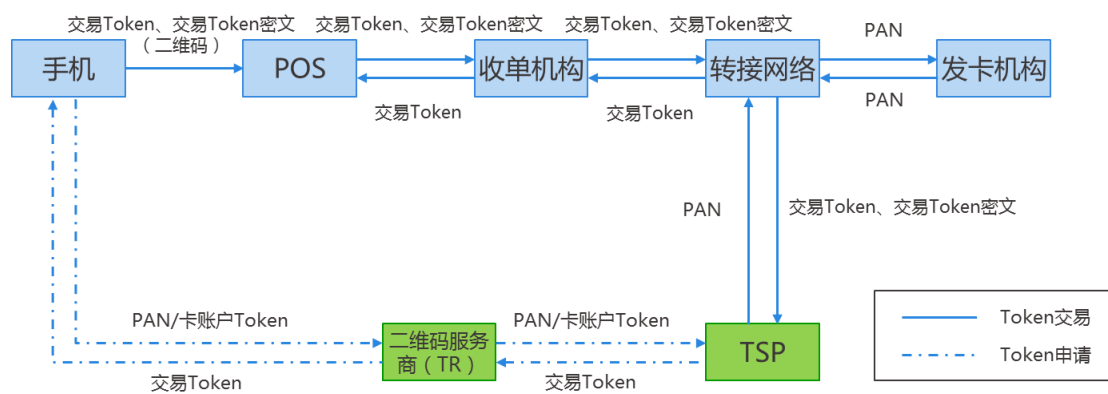 交易Token、交易Token密文
（二维码）
交易Token、交易Token密文
交易Token、交易Token密文
PAN
手机
POS
收单机构
转接网络
发卡机构
交易Token
交易Token
PAN
PAN
交易Token、交易Token密文
PAN/卡账户Token
PAN/卡账户Token
二维码服务
商（TR）
TSP
交易Token
交易Token
Token交易
Token申请